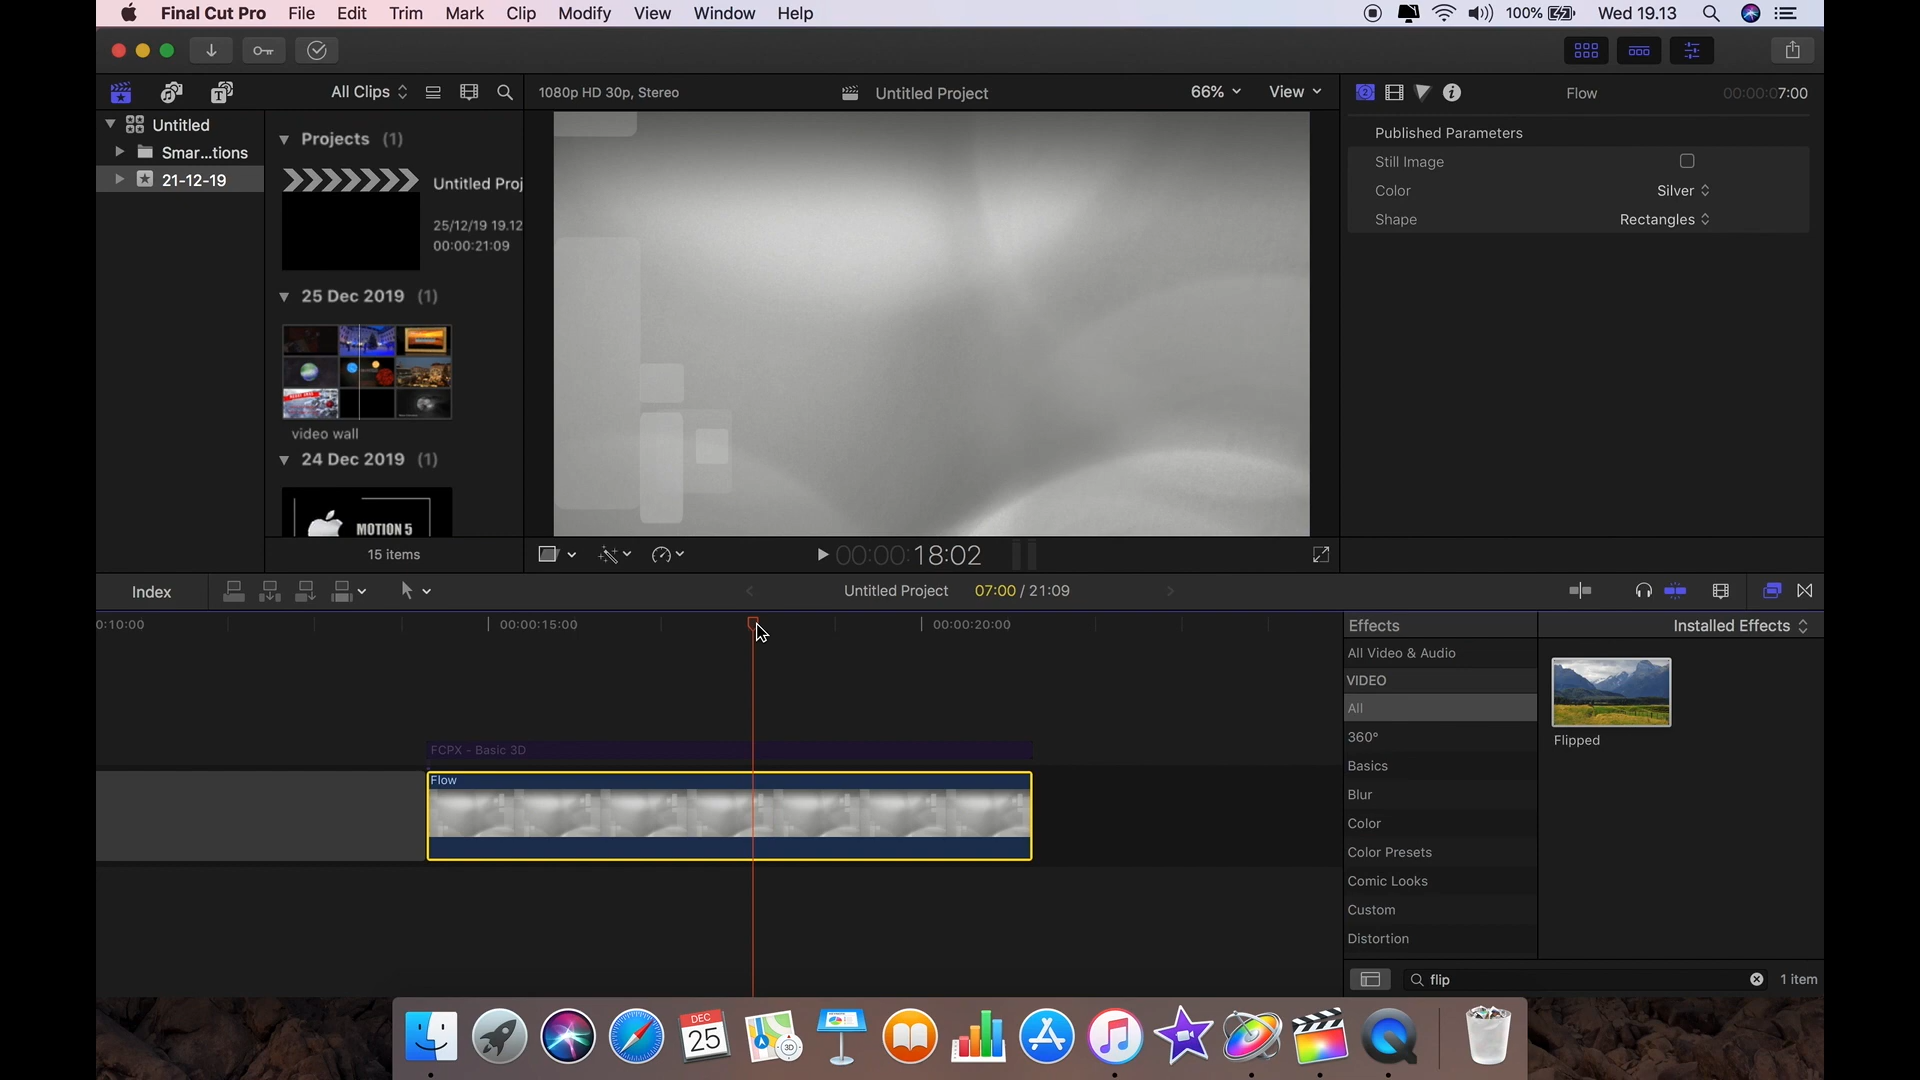 Final Cut Pro File Edit Trim Mark Clip Modify View Window Help 100% Wed 19.13
All Clips 1080p HD 30p, Stereo Untitled Project 66% View Flow 00:00:07:00
Untitled
Smar...tions
21-12-19
Projects (1)
Untitled Proj
25/12/19 19.12
00:00:21:09
25 Dec 2019 (1)
video wall
24 Dec 2019 (1)
MOTION 5
15 items
Published Parameters
Still Image
Color Silver
Shape Rectangles
00:00:18:02
Index Untitled Project 07:00 / 21:09
0:10:00 00:00:15:00 00:00:20:00
FCPX - Basic 3D
Flow
Effects Installed Effects
All Video & Audio
VIDEO
All
360°
Basics
Blur
Color
Color Presets
Comic Looks
Custom
Distortion
Flipped
flip 1 item
DEC
25
3D